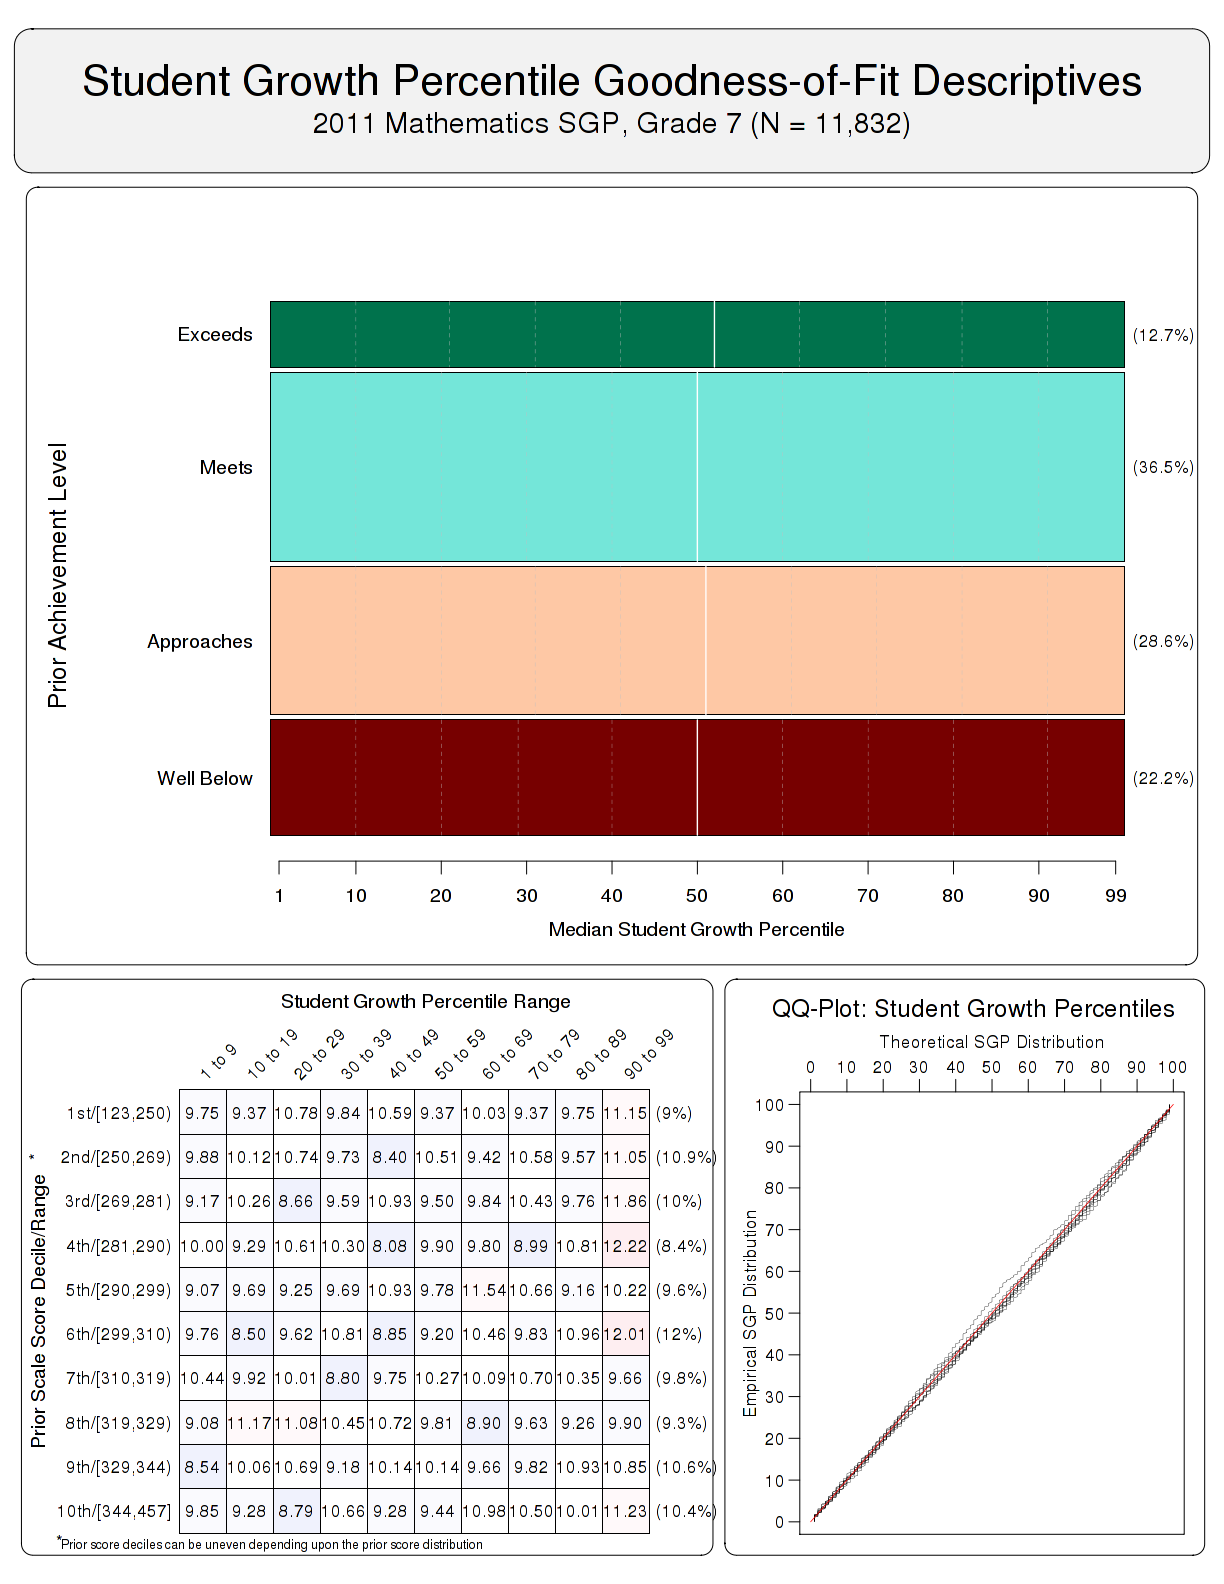 Student Growth Percentile Goodness-of-Fit Descriptives
2011 Mathematics SGP, Grade 7 (N = 11,832)
Prior Achievement Level
Exceeds (12.7%)
Meets (36.5%)
Approaches (28.6%)
Well Below (22.2%)
1 10 20 30 40 50 60 70 80 90 99
Median Student Growth Percentile
Student Growth Percentile Range
1 to 9 10 to 19 20 to 29 30 to 39 40 to 49 50 to 59 60 to 69 70 to 79 80 to 89 90 to 99
Prior Scale Score Decile/Range *
1st/[123,250) 9.75 9.37 10.78 9.84 10.59 9.37 10.03 9.37 9.75 11.15 (9%)
2nd/[250,269) 9.88 10.12 10.74 9.73 8.40 10.51 9.42 10.58 9.57 11.05 (10.9%)
3rd/[269,281) 9.17 10.26 8.66 9.59 10.93 9.50 9.84 10.43 9.76 11.86 (10%)
4th/[281,290) 10.00 9.29 10.61 10.30 8.08 9.90 9.80 8.99 10.81 12.22 (8.4%)
5th/[290,299) 9.07 9.69 9.25 9.69 10.93 9.78 11.54 10.66 9.16 10.22 (9.6%)
6th/[299,310) 9.76 8.50 9.62 10.81 8.85 9.20 10.46 9.83 10.96 12.01 (12%)
7th/[310,319) 10.44 9.92 10.01 8.80 9.75 10.27 10.09 10.70 10.35 9.66 (9.8%)
8th/[319,329) 9.08 11.17 11.08 10.45 10.72 9.81 8.90 9.63 9.26 9.90 (9.3%)
9th/[329,344) 8.54 10.06 10.69 9.18 10.14 10.14 9.66 9.82 10.93 10.85 (10.6%)
10th/[344,457] 9.85 9.28 8.79 10.66 9.28 9.44 10.98 10.50 10.01 11.23 (10.4%)
*Prior score deciles can be uneven depending upon the prior score distribution
QQ-Plot: Student Growth Percentiles
Theoretical SGP Distribution
0 10 20 30 40 50 60 70 80 90 100
Empirical SGP Distribution
100
90
80
70
60
50
40
30
20
10
0